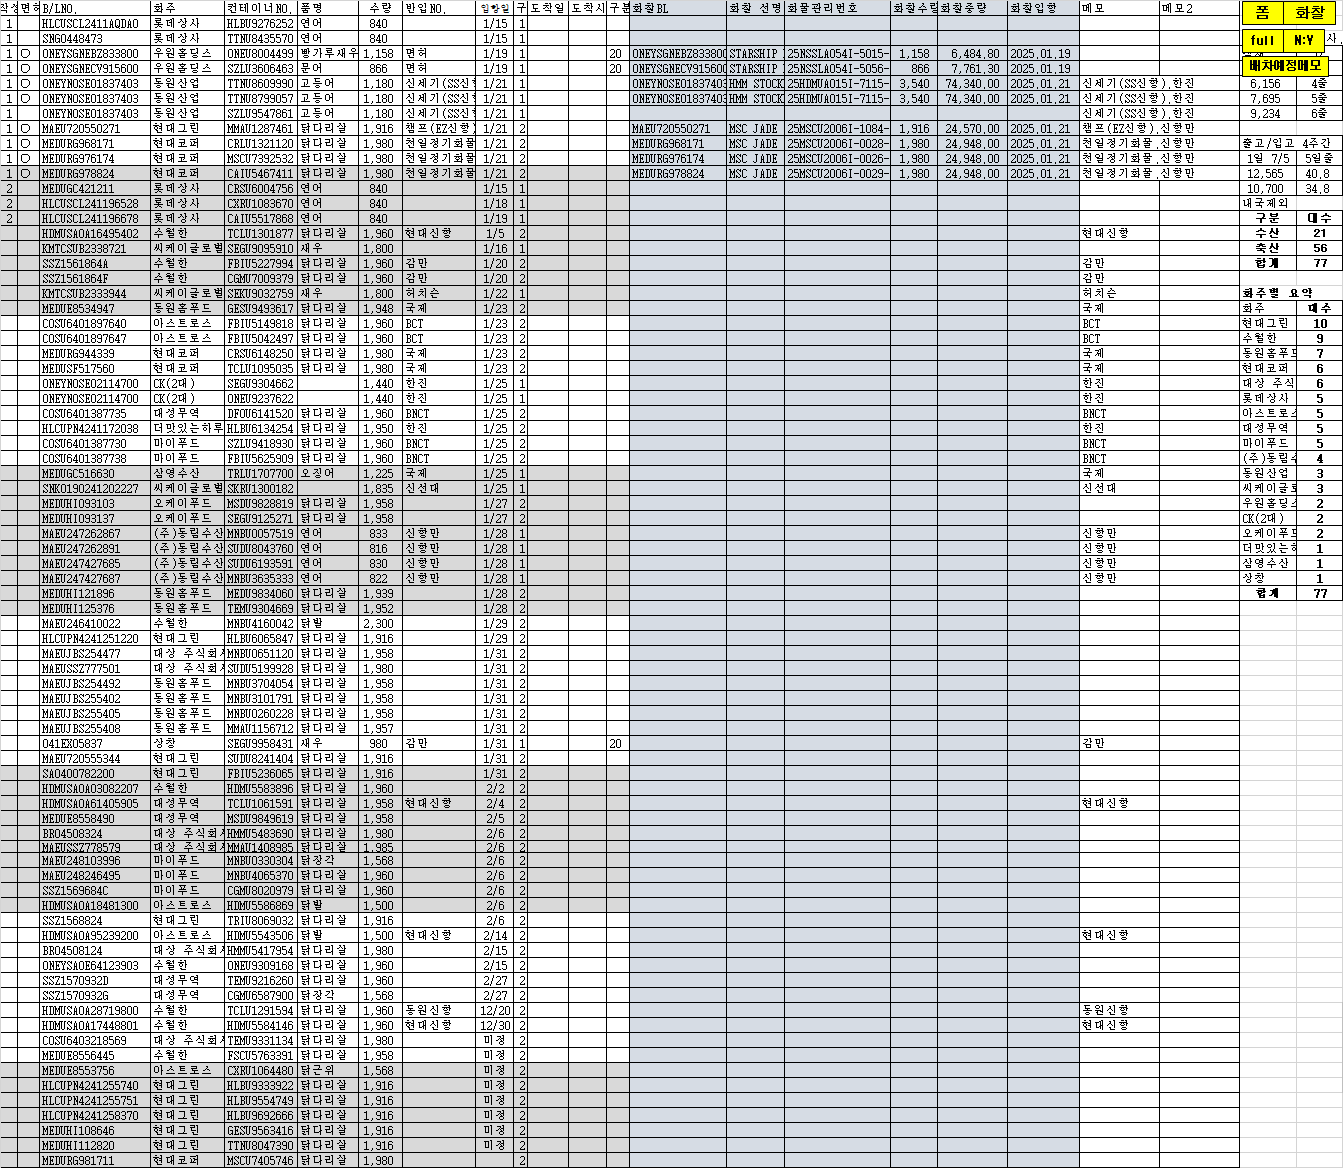 작성 면허 B/LNO. 화주 컨테이너NO. 품명 수량 반입NO. 입항일 구 도착일 도착시 구분 화찰BL 화찰 선명 화물관리번호 화찰수량 화찰중량 화찰입항 메모 메모2 폼 화찰
1 HLCUSCL2411AQDA0 롯데상사 HLBU9276252 연어 840 1/15 1
1 SNG0448473 롯데상사 TTNU8435570 연어 840 1/15 1 full N:Y
1 O ONEYSGNEBZ833800 우원홀딩스 ONEU8004499 빵가루새우 1,158 면허 1/19 1 20 ONEYSGNEBZ833800 STARSHIP 25NSSLA054I-5015- 1,158 6,484.80 2025.01.19
1 O ONEYSGNECV915600 우원홀딩스 SZLU3606463 문어 866 면허 1/19 1 20 ONEYSGNECV915600 STARSHIP 25NSSLA054I-5056- 866 7,761.30 2025.01.19 배차예정메모
1 O ONEYNOSE01837403 동원산업 TTNU8609990 고등어 1,180 신세기(SS신항 1/21 1 ONEYNOSE01837403 HMM STOCK 25HDMUA015I-7115- 3,540 74,340.00 2025.01.21 신세기(SS신항).한진 6,156 4줄
1 O ONEYNOSE01837403 동원산업 TTNU8799057 고등어 1,180 신세기(SS신항 1/21 1 ONEYNOSE01837403 HMM STOCK 25HDMUA015I-7115- 3,540 74,340.00 2025.01.21 신세기(SS신항).한진 7,695 5줄
ONEYNOSE01837403 동원산업 SZLU9547861 고등어 1,180 신세기(SS신항 1/21 1 신세기(SS신항).한진 9,234 6줄
1 O MAEU720550271 현대그린 MMAU1287461 닭다리살 1,916 캠프(EZ신항) 1/21 2 MAEU720550271 MSC JADE 25MSCU2006I-1084- 1,916 24,570.00 2025.01.21 캠프(EZ신항).신항만
1 O MEDURG968171 현대코퍼 CRLU1321120 닭다리살 1,980 천일정기화물 1/21 2 MEDURG968171 MSC JADE 25MSCU2006I-0028- 1,980 24,948.00 2025.01.21 천일정기화물.신항만 출고/입고 4주간
1 O MEDURG976174 현대코퍼 MSCU7392532 닭다리살 1,980 천일정기화물 1/21 2 MEDURG976174 MSC JADE 25MSCU2006I-0026- 1,980 24,948.00 2025.01.21 천일정기화물.신항만 1일 7/5 5일줄
1 O MEDURG978824 현대코퍼 CAIU5467411 닭다리살 1,980 천일정기화물 1/21 2 MEDURG978824 MSC JADE 25MSCU2006I-0029- 1,980 24,948.00 2025.01.21 천일정기화물.신항만 12,565 40.8
2 MEDUGC421211 롯데상사 CRSU6004756 연어 840 1/15 1 10,700 34.8
2 HLCUSCL241196528 롯데상사 CXRU1083670 연어 840 1/18 1 내국제외
2 HLCUSCL241196678 롯데상사 CAIU5517868 연어 840 1/19 1 구분 대수
HDMUSAOA16495402 수월한 TCLU1301877 닭다리살 1,960 현대신항 1/5 2 현대신항 수산 21
KMTCSUB2338721 씨케이글로벌 SEGU9095910 새우 1,800 1/16 1 축산 56
SSZ1561864A 수월한 FBIU5227994 닭다리살 1,960 감만 1/20 2 감만 합계 77
SSZ1561864F 수월한 CGMU7009379 닭다리살 1,960 감만 1/20 2 감만
KMTCSUB2333944 씨케이글로벌 SEKU9032759 새우 1,800 허치슨 1/22 1 허치슨 화주별 요약
MEDUE8534947 동원홈푸드 GESU9493617 닭다리살 1,948 국제 1/23 2 국제 화주 대수
COSU6401897640 아스트로스 FBIU5149818 닭다리살 1,960 BCT 1/23 2 BCT 현대그린 10
COSU6401897647 아스트로스 FBIU5042497 닭다리살 1,960 BCT 1/23 2 BCT 수월한 9
MEDURG944339 현대코퍼 CRSU6148250 닭다리살 1,980 국제 1/23 2 국제 동원홈푸드 7
MEDUSF517560 현대코퍼 TCLU1095035 닭다리살 1,980 국제 1/23 2 국제 현대코퍼 6
ONEYNOSE02114700 CK(2대) SEGU9304662 1,440 한진 1/25 1 한진 대상 주식 6
ONEYNOSE02114700 CK(2대) ONEU9237622 1,440 한진 1/25 1 한진 롯데상사 5
COSU6401387735 대성무역 DFOU6141520 닭다리살 1,960 BNCT 1/25 2 BNCT 아스트로스 5
HLCUPN4241172038 더맛있는하루 HLBU6134254 닭다리살 1,950 한진 1/25 2 한진 대성무역 5
COSU6401387730 마이푸드 SZLU9418930 닭다리살 1,960 BNCT 1/25 2 BNCT 마이푸드 5
COSU6401387738 마이푸드 SZLU5625909 닭다리살 1,960 BNCT 1/25 2 BNCT (주)동림수 4
MEDUGC516630 삼영수산 TRLU1707700 오징어 1,225 국제 1/25 1 국제 동원산업 3
SNKO190241202227 씨케이글로벌 SKRU1300182 1,835 신선대 1/25 1 신선대 씨케이글로 3
MEDUHI093103 오케이푸드 MSDU9828819 닭다리살 1,958 1/27 2 우원홀딩스 2
MEDUHI093137 오케이푸드 SEGU9125271 닭다리살 1,958 1/27 2 CK(2대) 2
MAEU247262867 (주)동림수산 MNBU0057519 연어 833 신항만 1/28 1 신항만 오케이푸드 2
MAEU247262891 (주)동림수산 SUDU8043760 연어 816 신항만 1/28 1 신항만 더맛있는하 1
MAEU247427685 (주)동림수산 SUDU6193591 연어 830 신항만 1/28 1 신항만 삼영수산 1
MAEU247427687 (주)동림수산 MNBU3635333 연어 822 신항만 1/28 1 신항만 상창 1
MEDUHI121896 동원홈푸드 MEDU9834060 닭다리살 1,939 1/28 2 합계 77
MEDUHI125376 동원홈푸드 TEMU9304669 닭다리살 1,952 1/28 2
MAEU246410022 수월한 MNBU4160042 닭발 2,300 1/29 2
HLCUPN4241251220 현대그린 HLBU6065847 닭다리살 1,916 1/29 2
MAEUJBS254477 대상 주식회사 MNBU0651120 닭다리살 1,958 1/31 2
MAEUSSZ777501 대상 주식회사 SUDU5199928 닭다리살 1,980 1/31 2
MAEUJBS254492 동원홈푸드 MNBU3704054 닭다리살 1,958 1/31 2
MAEUJBS255402 동원홈푸드 MNBU3101791 닭다리살 1,958 1/31 2
MAEUJBS255405 동원홈푸드 MNBU0260228 닭다리살 1,958 1/31 2
MAEUJBS255408 동원홈푸드 MMAU1156712 닭다리살 1,957 1/31 2
041EX05837 상창 SEGU9958431 새우 980 감만 1/31 1 20 감만
MAEU720555344 현대그린 SUDU8241404 닭다리살 1,916 1/31 2
SA0400782200 현대그린 FBIU5236065 닭다리살 1,916 1/31 2
HDMUSAOA03082207 수월한 HDMU5583896 닭다리살 1,960 2/2 2
HDMUSAOA61405905 대성무역 TCLU1061591 닭다리살 1,958 현대신항 2/4 2 현대신항
MEDUE8558490 대성무역 MSDU9849619 닭다리살 1,958 2/5 2
BR04508324 대상 주식회사 HMMU5483690 닭다리살 1,980 2/6 2
MAEUSSZ778579 대상 주식회사 MMAU1408985 닭다리살 1,985 2/6 2
MAEU248103996 마이푸드 MNBU0330304 닭장각 1,568 2/6 2
MAEU248246495 마이푸드 MNBU4065370 닭다리살 1,960 2/6 2
SSZ1569684C 마이푸드 CGMU8020979 닭다리살 1,960 2/6 2
HDMUSAOA18481300 아스트로스 HDMU5586869 닭발 1,500 2/6 2
SSZ1568824 현대그린 TRIU8069032 닭다리살 1,916 2/6 2
HDMUSAOA95239200 아스트로스 HDMU5543506 닭발 1,500 현대신항 2/14 2 현대신항
BR04508124 대상 주식회사 HMMU5417954 닭다리살 1,980 2/15 2
ONEYSAOE64123903 수월한 ONEU9309168 닭다리살 1,960 2/15 2
SSZ1570932D 대성무역 TEMU9216260 닭다리살 1,960 2/27 2
SSZ1570932G 대성무역 CGMU6587900 닭장각 1,568 2/27 2
HDMUSAOA28719800 수월한 TCLU1291594 닭다리살 1,960 동원신항 12/20 2 동원신항
HDMUSAOA17448801 수월한 HDMU5584146 닭다리살 1,960 현대신항 12/30 2 현대신항
COSU6403218569 대상 주식회사 TEMU9331134 닭다리살 1,980 미정 2
MEDUE8556445 수월한 FSCU5763391 닭다리살 1,958 미정 2
MEDUE8553756 아스트로스 CXRU1064480 닭근위 1,568 미정 2
HLCUPN4241255740 현대그린 HLBU9333922 닭다리살 1,916 미정 2
HLCUPN4241255751 현대그린 HLBU9554749 닭다리살 1,916 미정 2
HLCUPN4241258370 현대그린 HLBU9692666 닭다리살 1,916 미정 2
MEDUHI108646 현대그린 GESU9563416 닭다리살 1,916 미정 2
MEDUHI112820 현대그린 TTNU8047390 닭다리살 1,916 미정 2
MEDURG981711 현대코퍼 MSCU7405746 닭다리살 1,980 2